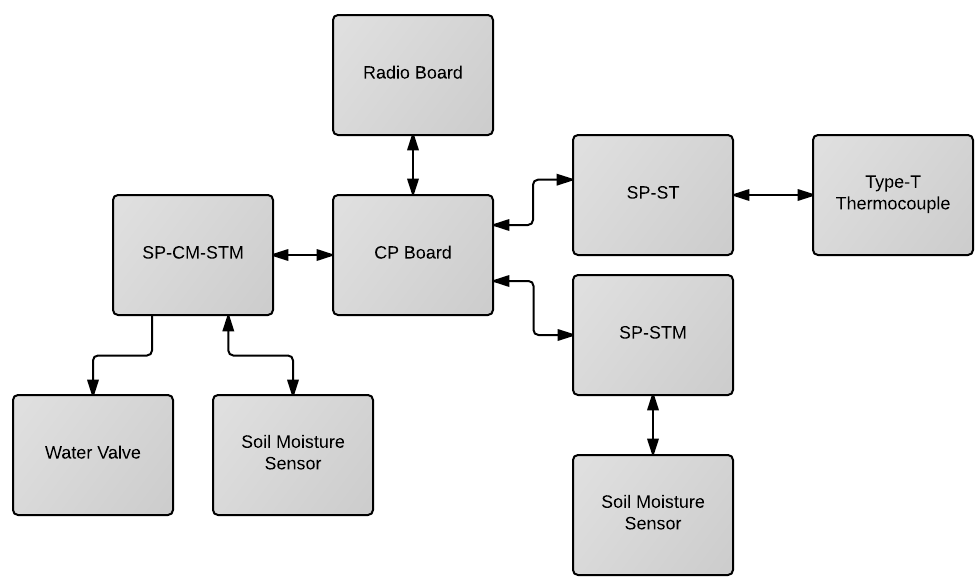 Radio Board
SP-ST
Type-T
Thermocouple
SP-CM-STM
CP Board
SP-STM
Water Valve
Soil Moisture
Sensor
Soil Moisture
Sensor